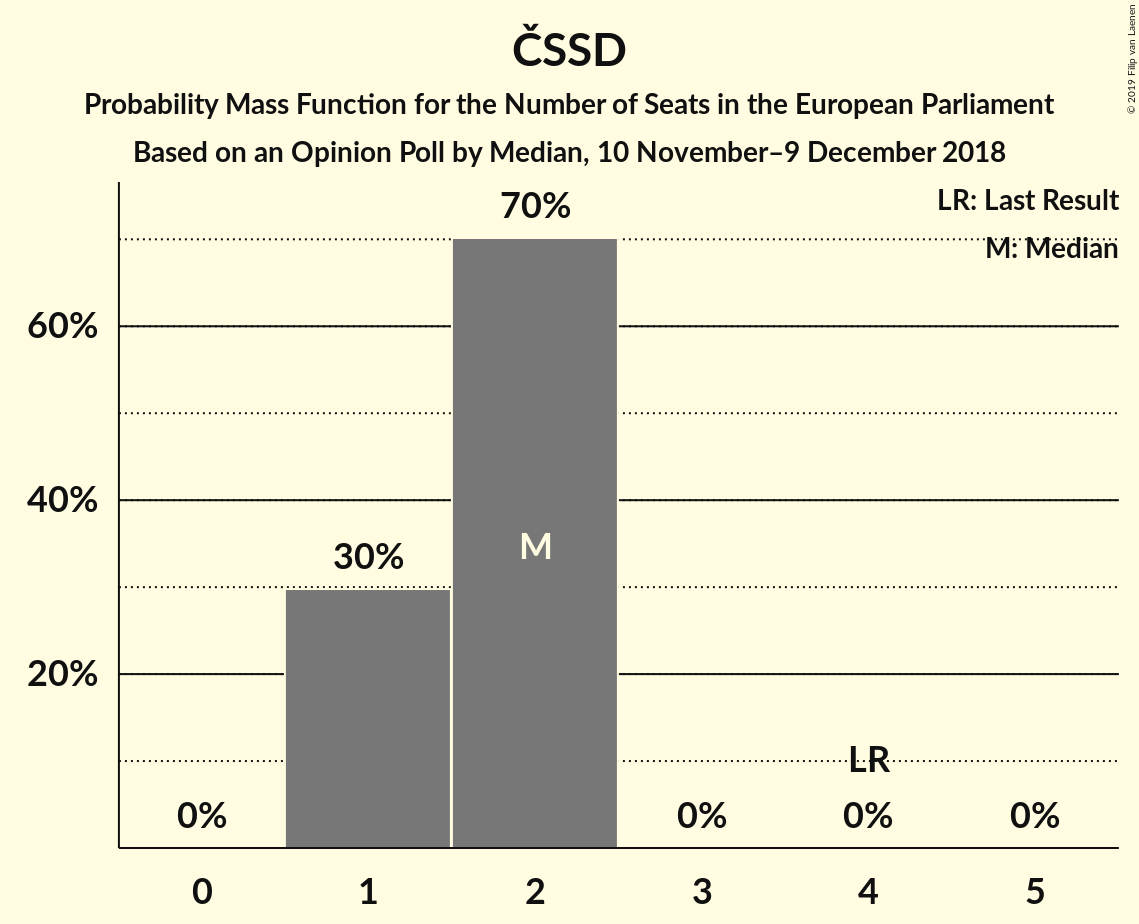 ČSSD
Probability Mass Function for the Number of Seats in the European Parliament
Based on an Opinion Poll by Median, 10 November–9 December 2018
© 2019 Filip van Laenen
LR: Last Result
M: Median
70%
60%
40%
30%
20%
M
LR
0%
0%
0%
0%
0 1 2 3 4 5